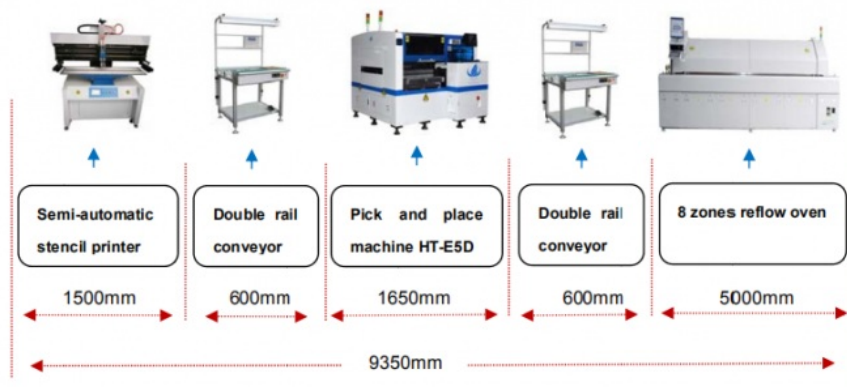 Semi-automatic
stencil printer
Double rail
conveyor
Pick and place
machine HT-E5D
Double rail
conveyor
8 zones reflow oven
1500mm
600mm
1650mm
600mm
5000mm
9350mm